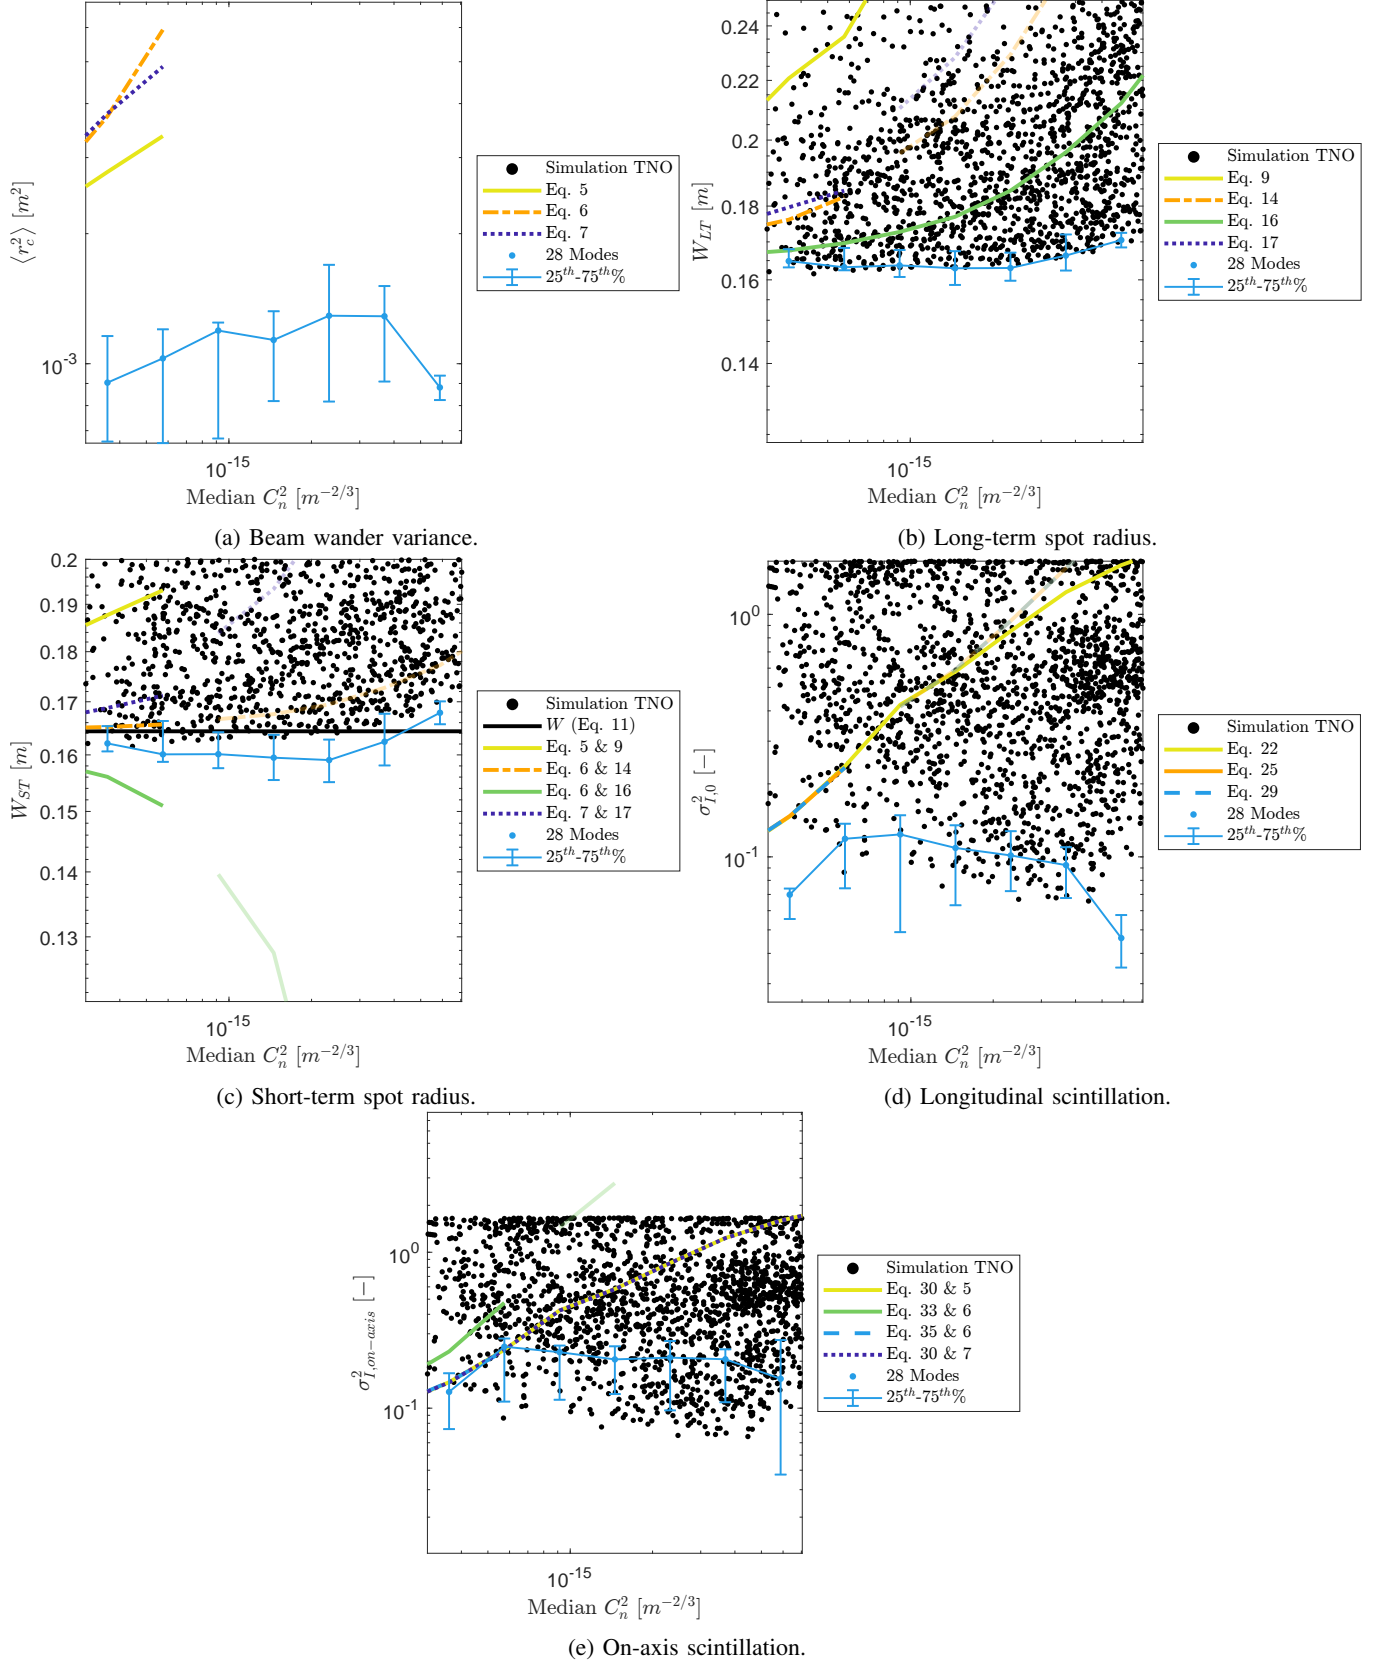 ⟨r_c^2⟩ [m^2]
10^-3
10^-15
Median C_n^2 [m^{-2/3}]
Simulation TNO
Eq. 5
Eq. 6
Eq. 7
28 Modes
25^th-75^th%
(a) Beam wander variance.
W_LT [m]
0.24
0.22
0.2
0.18
0.16
0.14
10^-15
Median C_n^2 [m^{-2/3}]
Simulation TNO
Eq. 9
Eq. 14
Eq. 16
Eq. 17
28 Modes
25^th-75^th%
(b) Long-term spot radius.
W_ST [m]
0.2
0.19
0.18
0.17
0.16
0.15
0.14
0.13
10^-15
Median C_n^2 [m^{-2/3}]
Simulation TNO
W (Eq. 11)
Eq. 5 & 9
Eq. 6 & 14
Eq. 6 & 16
Eq. 7 & 17
28 Modes
25^th-75^th%
(c) Short-term spot radius.
σ_{I,0}^2 [−]
10^0
10^-1
10^-15
Median C_n^2 [m^{-2/3}]
Simulation TNO
Eq. 22
Eq. 25
Eq. 29
28 Modes
25^th-75^th%
(d) Longitudinal scintillation.
σ_{I,on−axis}^2 [−]
10^0
10^-1
10^-15
Median C_n^2 [m^{-2/3}]
Simulation TNO
Eq. 30 & 5
Eq. 33 & 6
Eq. 35 & 6
Eq. 30 & 7
28 Modes
25^th-75^th%
(e) On-axis scintillation.